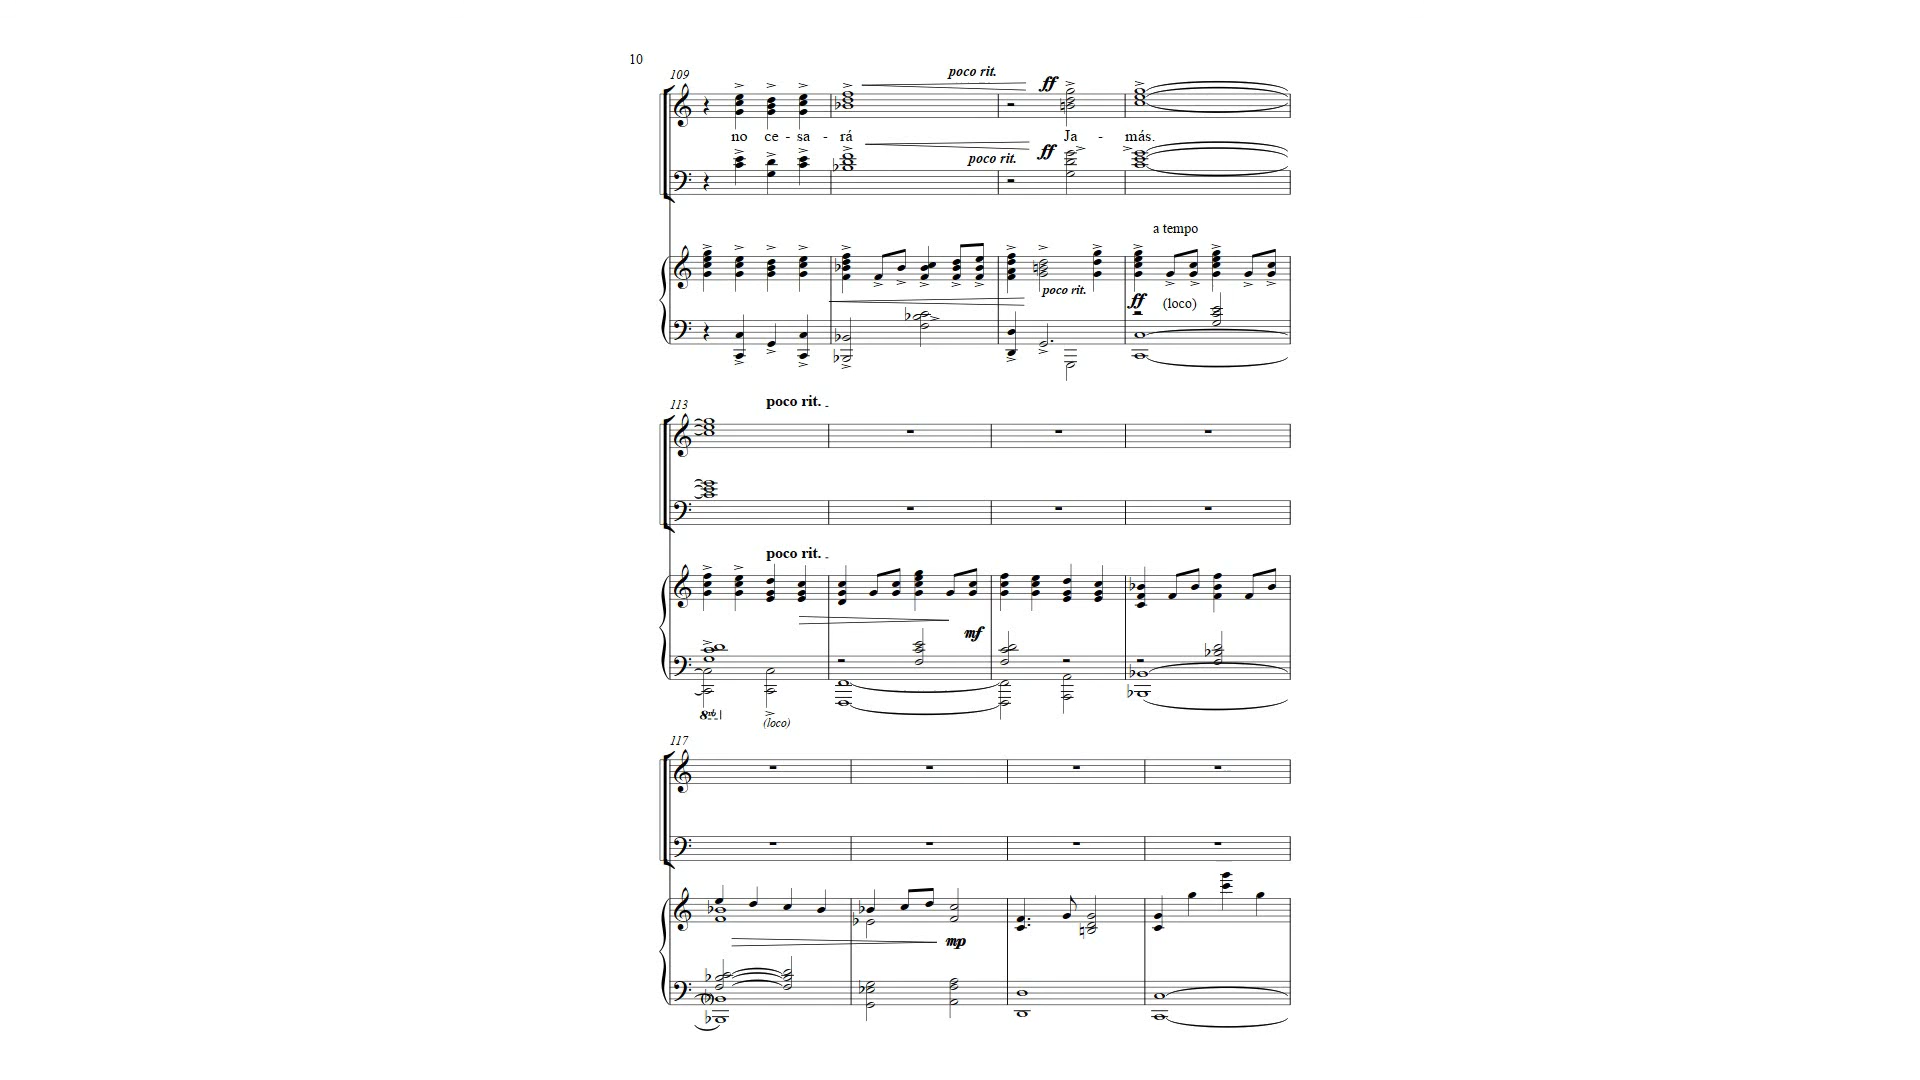 10
109
poco rit.
ff
no ce - sa - rá Ja - más.
poco rit.
ff
a tempo
poco rit.
ff (loco)
113
poco rit. -
poco rit. -
mf
8vb
(loco)
117
mp